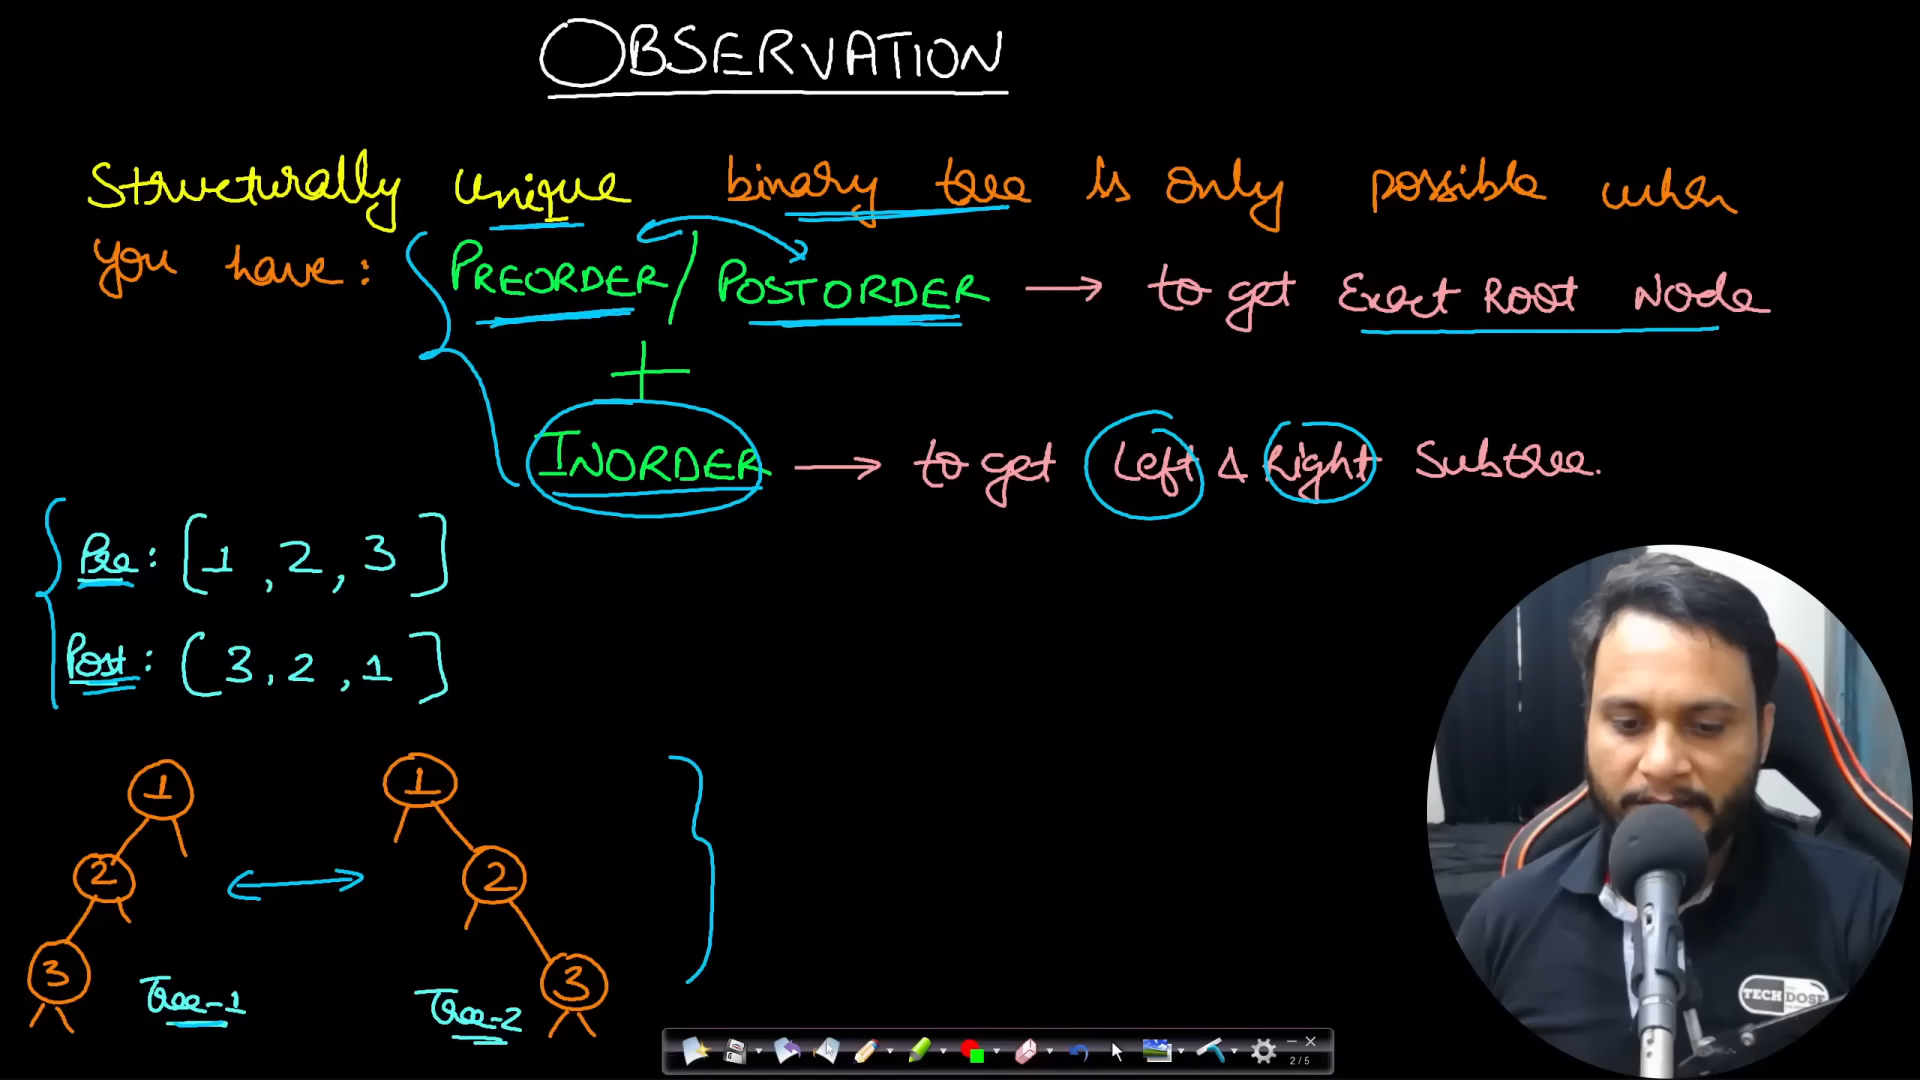 OBSERVATION
Structurally unique binary tree is only possible when
you have: PREORDER / POSTORDER → to get Exact Root Node
+
INORDER → to get Left & Right Subtree.
Pre: [1, 2, 3]
Post: [3, 2, 1]
1
2
3
Tree-1
1
2
3
Tree-2
TECH DOSE
2/5